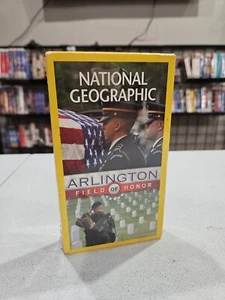 NATIONAL
GEOGRAPHIC
ARLINGTON
FIELD OF HONOR